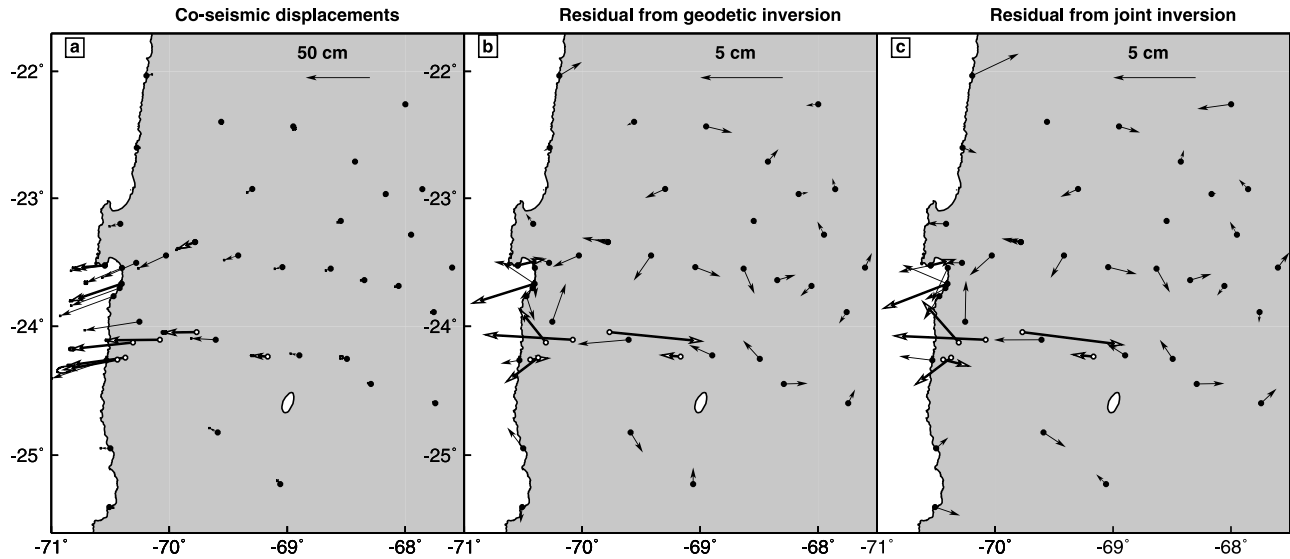 Co-seismic displacements Residual from geodetic inversion Residual from joint inversion
a 50 cm b 5 cm c 5 cm
-22˚ -22˚ -22˚
-23˚ -23˚ -23˚
-24˚ -24˚ -24˚
-25˚ -25˚ -25˚
-71 -70˚ -69 -68 -71 -70˚ -69 -68 -71 -70˚ -69 -68